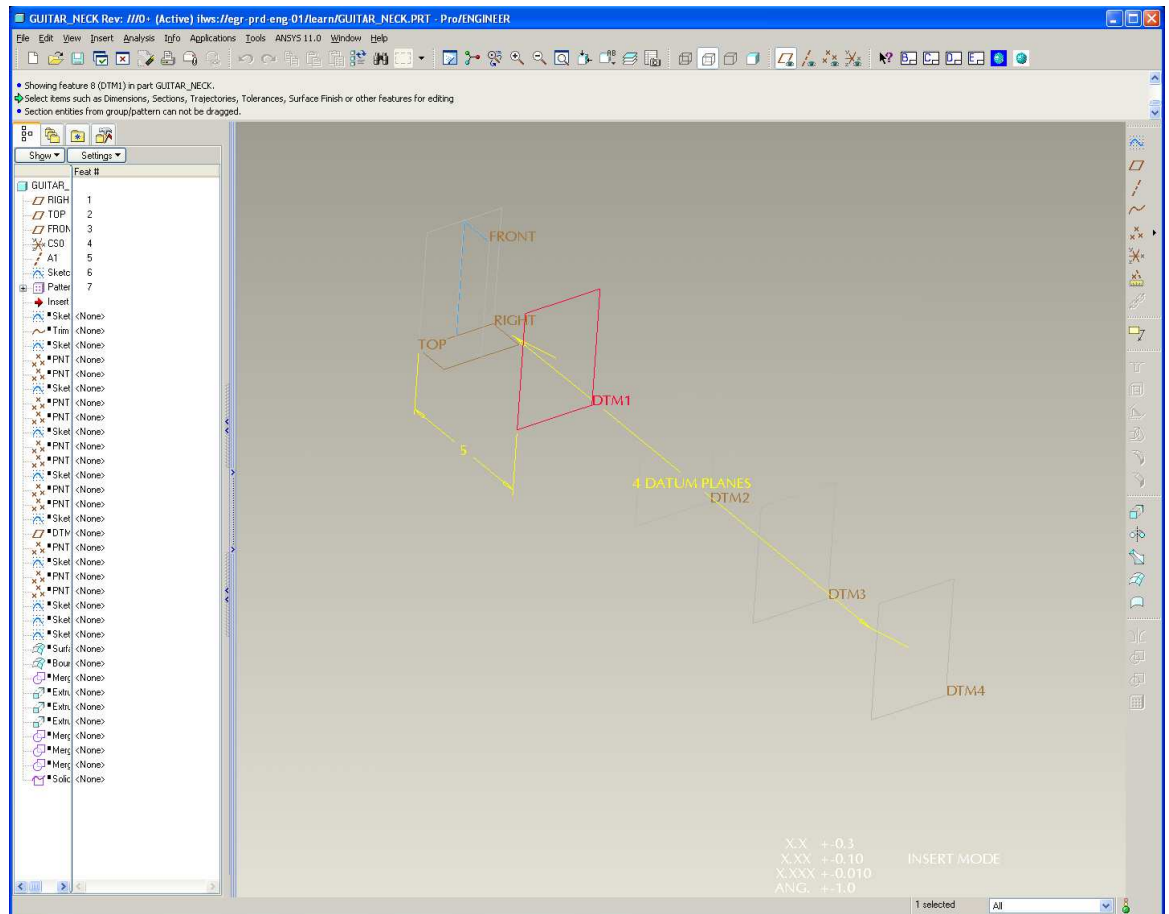 GUITAR_NECK Rev: ///0+ (Active) ilws://egr-prd-eng-01/learn/GUITAR_NECK.PRT - Pro/ENGINEER
File Edit View Insert Analysis Info Applications Tools ANSYS 11.0 Window Help
• Showing feature 8 (DTM1) in part GUITAR_NECK.
Select items such as Dimensions, Sections, Trajectories, Tolerances, Surface Finish or other features for editing
• Section entities from group/pattern can not be dragged.
Show Settings
Feat #
GUITAR_
RIGH 1
TOP 2
FRON 3
CS0 4
A1 5
Sketc 6
Patter 7
Insert
Sket <None>
Trim <None>
Sket <None>
PNT <None>
PNT <None>
Sket <None>
PNT <None>
PNT <None>
Sket <None>
PNT <None>
PNT <None>
Sket <None>
PNT <None>
PNT <None>
Sket <None>
DTM <None>
PNT <None>
Sket <None>
PNT <None>
PNT <None>
Sket <None>
Sket <None>
Sket <None>
Surfa <None>
Bour <None>
Merg <None>
Extru <None>
Extru <None>
Extru <None>
Merg <None>
Merg <None>
Merg <None>
Solic <None>
FRONT
RIGHT
TOP
DTM1
5
4 DATUM PLANES
DTM2
DTM3
DTM4
X.X +-0.3
X.XX +-0.10 INSERT MODE
X.XXX +-0.010
ANG. +-1.0
1 selected All